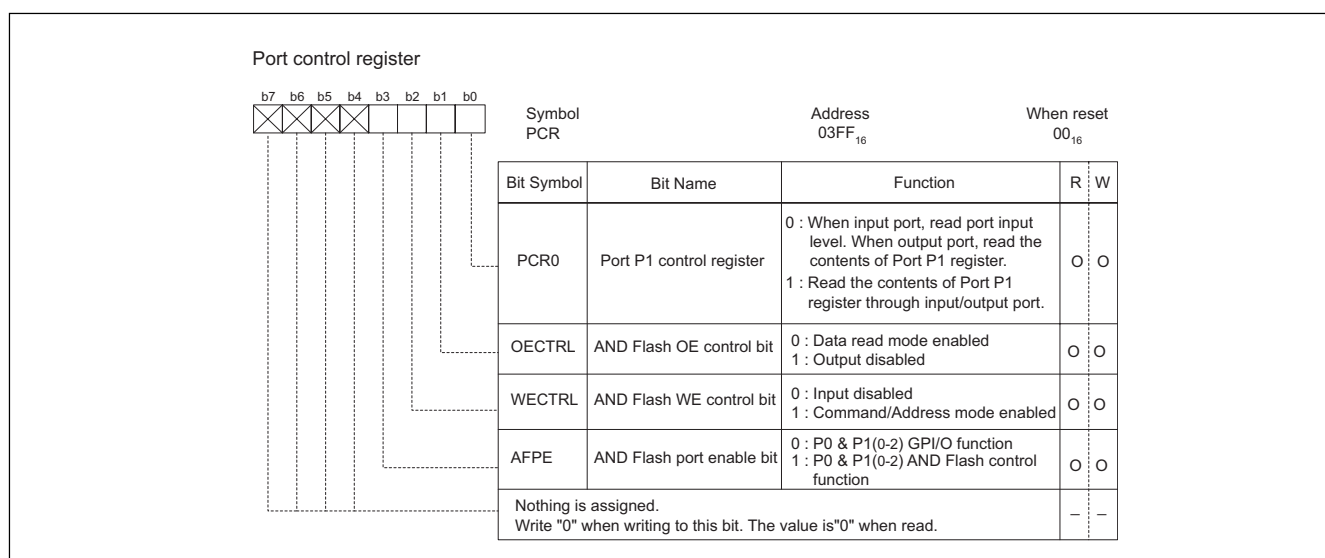 Port control register
b7 b6 b5 b4 b3 b2 b1 b0
Symbol Address When reset
PCR 03FF₁₆ 00₁₆
Bit Symbol Bit Name Function R W
PCR0 Port P1 control register 0 : When input port, read port input
level. When output port, read the
contents of Port P1 register.
1 : Read the contents of Port P1
register through input/output port.
O O
OECTRL AND Flash OE control bit 0 : Data read mode enabled
1 : Output disabled
O O
WECTRL AND Flash WE control bit 0 : Input disabled
1 : Command/Address mode enabled
O O
AFPE AND Flash port enable bit 0 : P0 & P1(0-2) GPI/O function
1 : P0 & P1(0-2) AND Flash control
function
O O
Nothing is assigned.
Write "0" when writing to this bit. The value is"0" when read.
– –